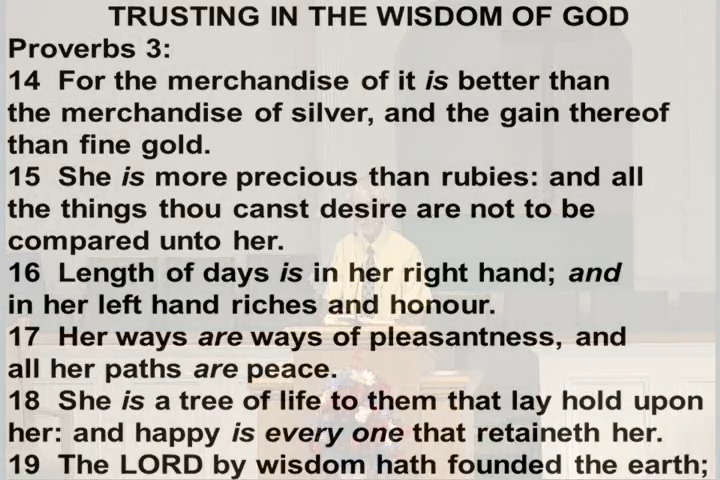 TRUSTING IN THE WISDOM OF GOD
Proverbs 3:
14 For the merchandise of it is better than
the merchandise of silver, and the gain thereof
than fine gold.
15 She is more precious than rubies: and all
the things thou canst desire are not to be
compared unto her.
16 Length of days is in her right hand; and
in her left hand riches and honour.
17 Her ways are ways of pleasantness, and
all her paths are peace.
18 She is a tree of life to them that lay hold upon
her: and happy is every one that retaineth her.
19 The LORD by wisdom hath founded the earth;